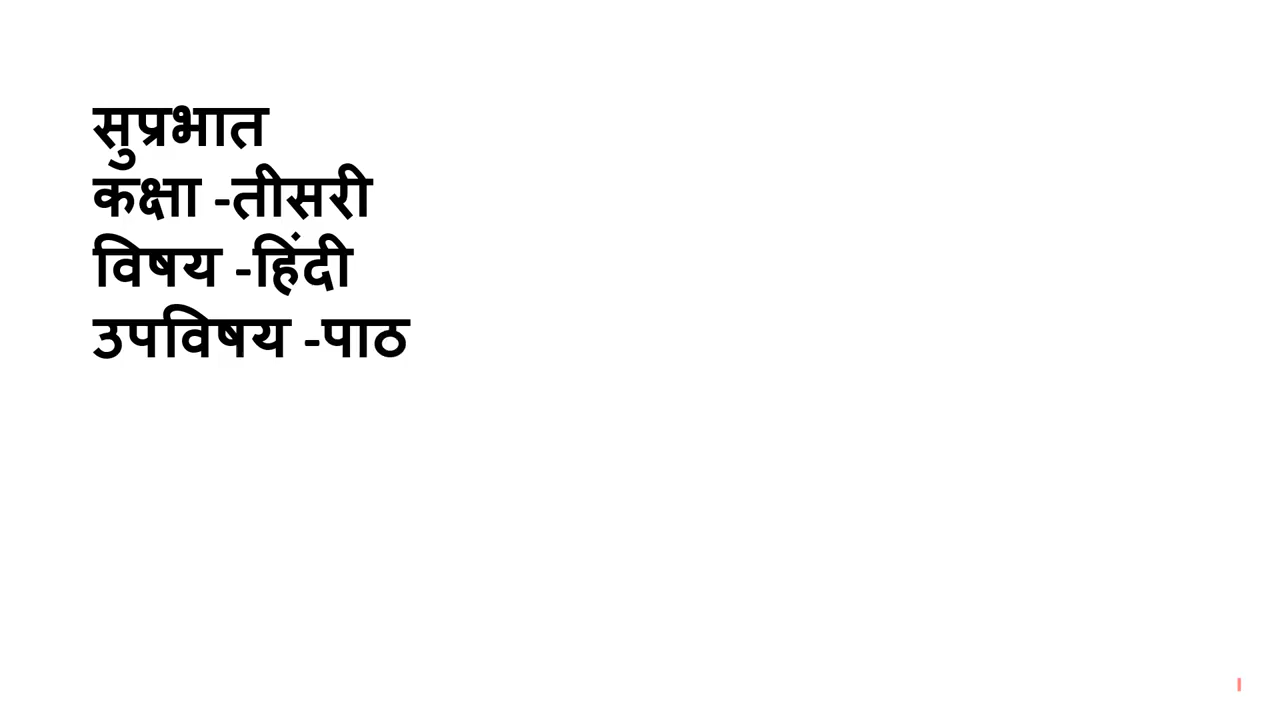 सुप्रभात
कक्षा -तीसरी
विषय -हिंदी
उपविषय -पाठ